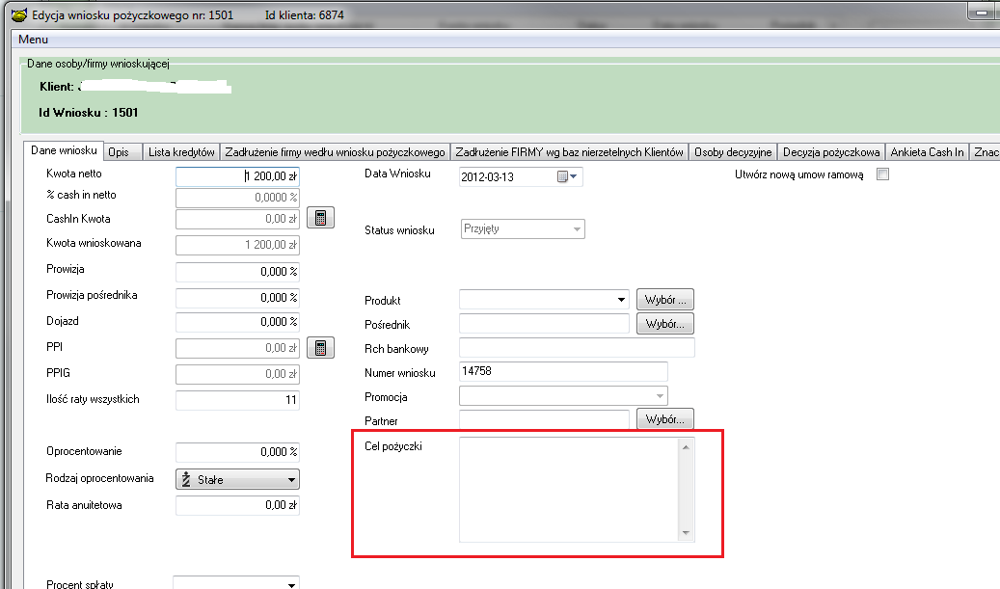 Edycja wniosku pożyczkowego nr: 1501 Id klienta: 6874
Menu
Dane osoby/firmy wnioskującej
Klient:
Id Wniosku : 1501
Dane wniosku Opis Lista kredytów Zadłużenie firmy wedłu wniosku pożyczkowego Zadłużenie FIRMY wg baz nierzetelnych Klientów Osoby decyzyjne Decyzja pożyczkowa Ankieta Cash In Znac
Kwota netto 1 200,00 zł Data Wniosku 2012-03-13 Utwórz nową umow ramową
% cash in netto 0,0000 %
CashIn Kwota 0,00 zł Status wniosku Przyjęty
Kwota wnioskowana 1 200,00 zł
Prowizja 0,000 %
Prowizja pośrednika 0,000 % Produkt Wybór ...
Dojazd 0,000 % Pośrednik Wybór...
PPI 0,00 zł Rch bankowy
PPIG 0,00 zł Numer wniosku 14758
Ilość raty wszystkich 11 Promocja
Partner Wybór...
Oprocentowanie 0,000 % Cel pożyczki
Rodzaj oprocentowania Stałe
Rata anuitetowa 0,00 zł
Procent spłaty